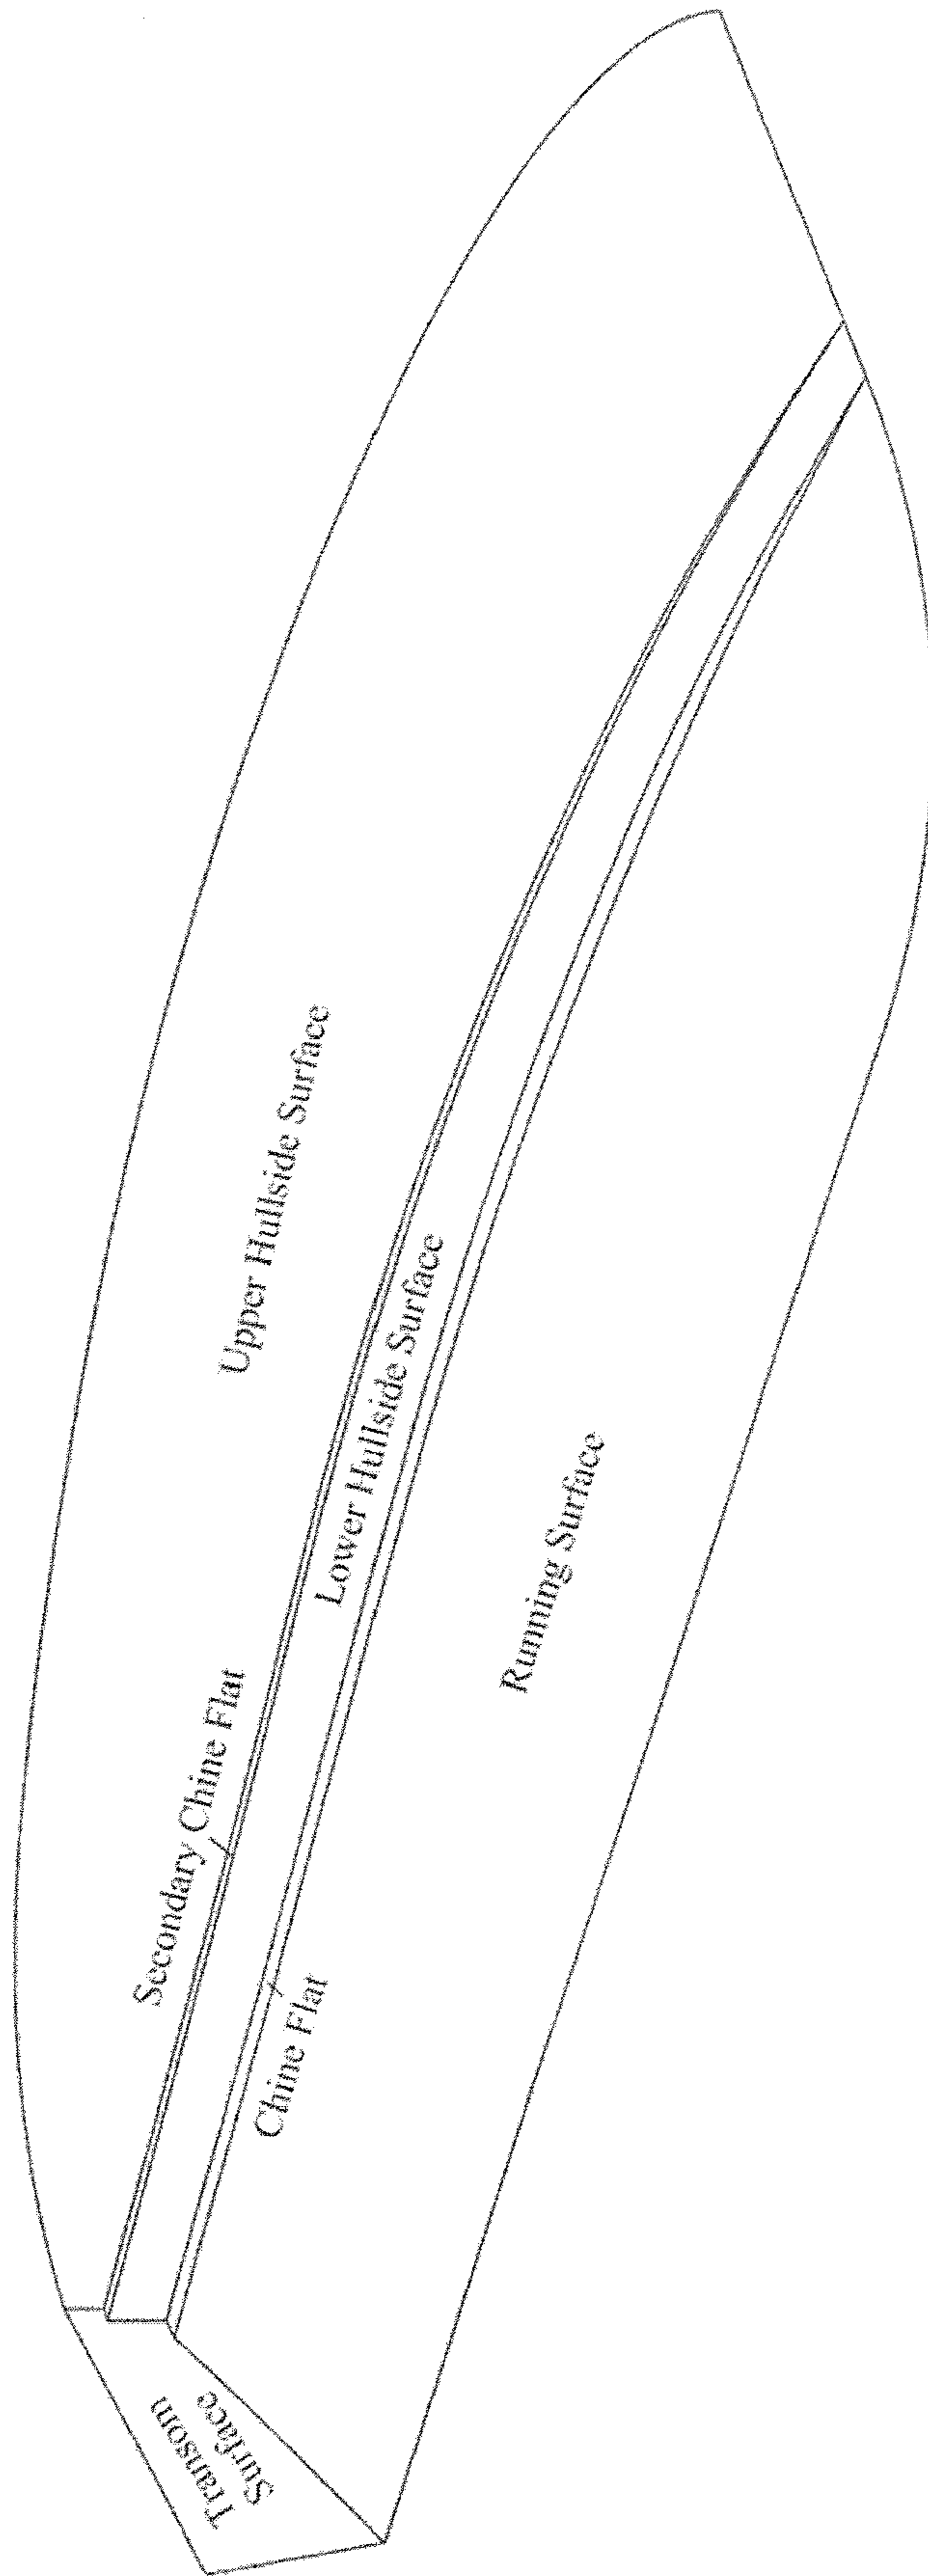 Upper Hullside Surface
Secondary Chine Flat
Lower Hullside Surface
Chine Flat
Running Surface
Transom
Surface